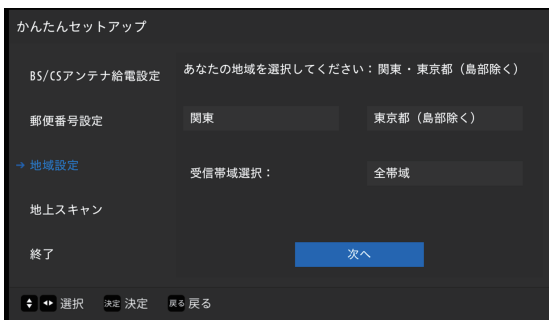 かんたんセットアップ
BS/CSアンテナ給電設定
あなたの地域を選択してください：関東・東京都（島部除く）
郵便番号設定
関東
東京都（島部除く）
→ 地域設定
受信帯域選択：
全帯域
地上スキャン
終了
次へ
選択 決定 決定 戻る 戻る